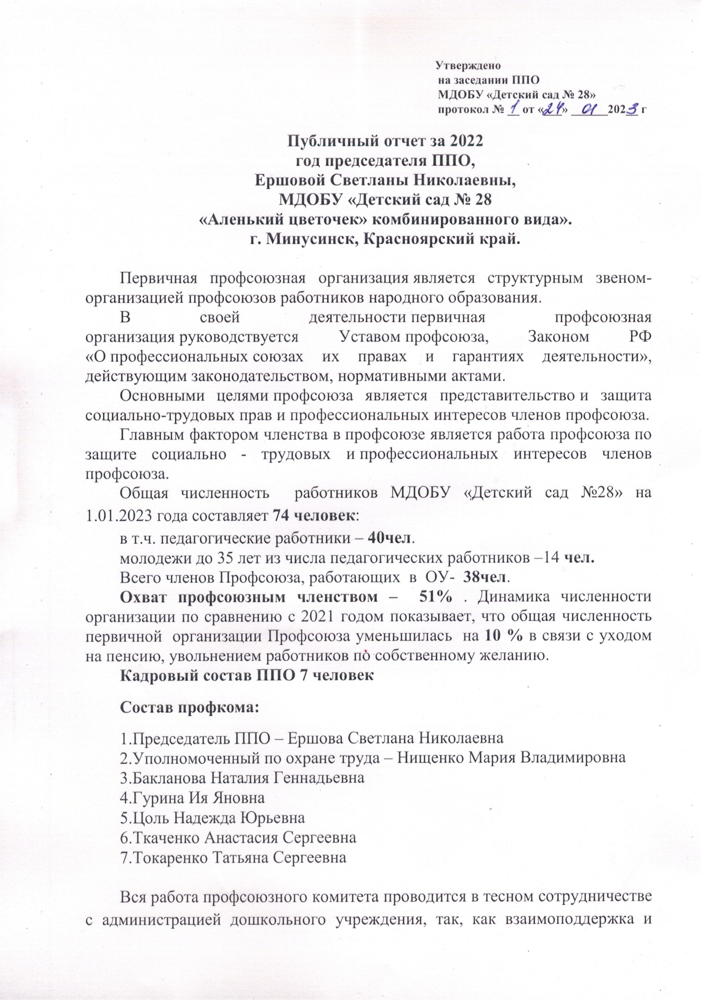 Утверждено
на заседании ППО
МДОБУ «Детский сад № 28»
протокол № 1 от «24» 01 2023 г
Публичный отчет за 2022
год председателя ППО,
Ершовой Светланы Николаевны,
МДОБУ «Детский сад № 28
«Аленький цветочек» комбинированного вида».
г. Минусинск, Красноярский край.
Первичная профсоюзная организация является структурным звеном-
организацией профсоюзов работников народного образования.
В своей деятельности первичная профсоюзная
организация руководствуется Уставом профсоюза, Законом РФ
«О профессиональных союзах их правах и гарантиях деятельности»,
действующим законодательством, нормативными актами.
Основными целями профсоюза является представительство и защита
социально-трудовых прав и профессиональных интересов членов профсоюза.
Главным фактором членства в профсоюзе является работа профсоюза по
защите социально - трудовых и профессиональных интересов членов
профсоюза.
Общая численность работников МДОБУ «Детский сад №28» на
1.01.2023 года составляет 74 человек:
в т.ч. педагогические работники – 40чел.
молодежи до 35 лет из числа педагогических работников –14 чел.
Всего членов Профсоюза, работающих в ОУ- 38чел.
Охват профсоюзным членством – 51% . Динамика численности
организации по сравнению с 2021 годом показывает, что общая численность
первичной организации Профсоюза уменьшилась на 10 % в связи с уходом
на пенсию, увольнением работников по собственному желанию.
Кадровый состав ППО 7 человек
Состав профкома:
1.Председатель ППО – Ершова Светлана Николаевна
2.Уполномоченный по охране труда – Нищенко Мария Владимировна
3.Бакланова Наталия Геннадьевна
4.Гурина Ия Яновна
5.Цоль Надежда Юрьевна
6.Ткаченко Анастасия Сергеевна
7.Токаренко Татьяна Сергеевна
Вся работа профсоюзного комитета проводится в тесном сотрудничестве
с администрацией дошкольного учреждения, так, как взаимоподдержка и